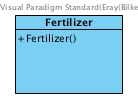 Visual Paradigm Standard(Eray(Bilke
Fertilizer
+Fertilizer()